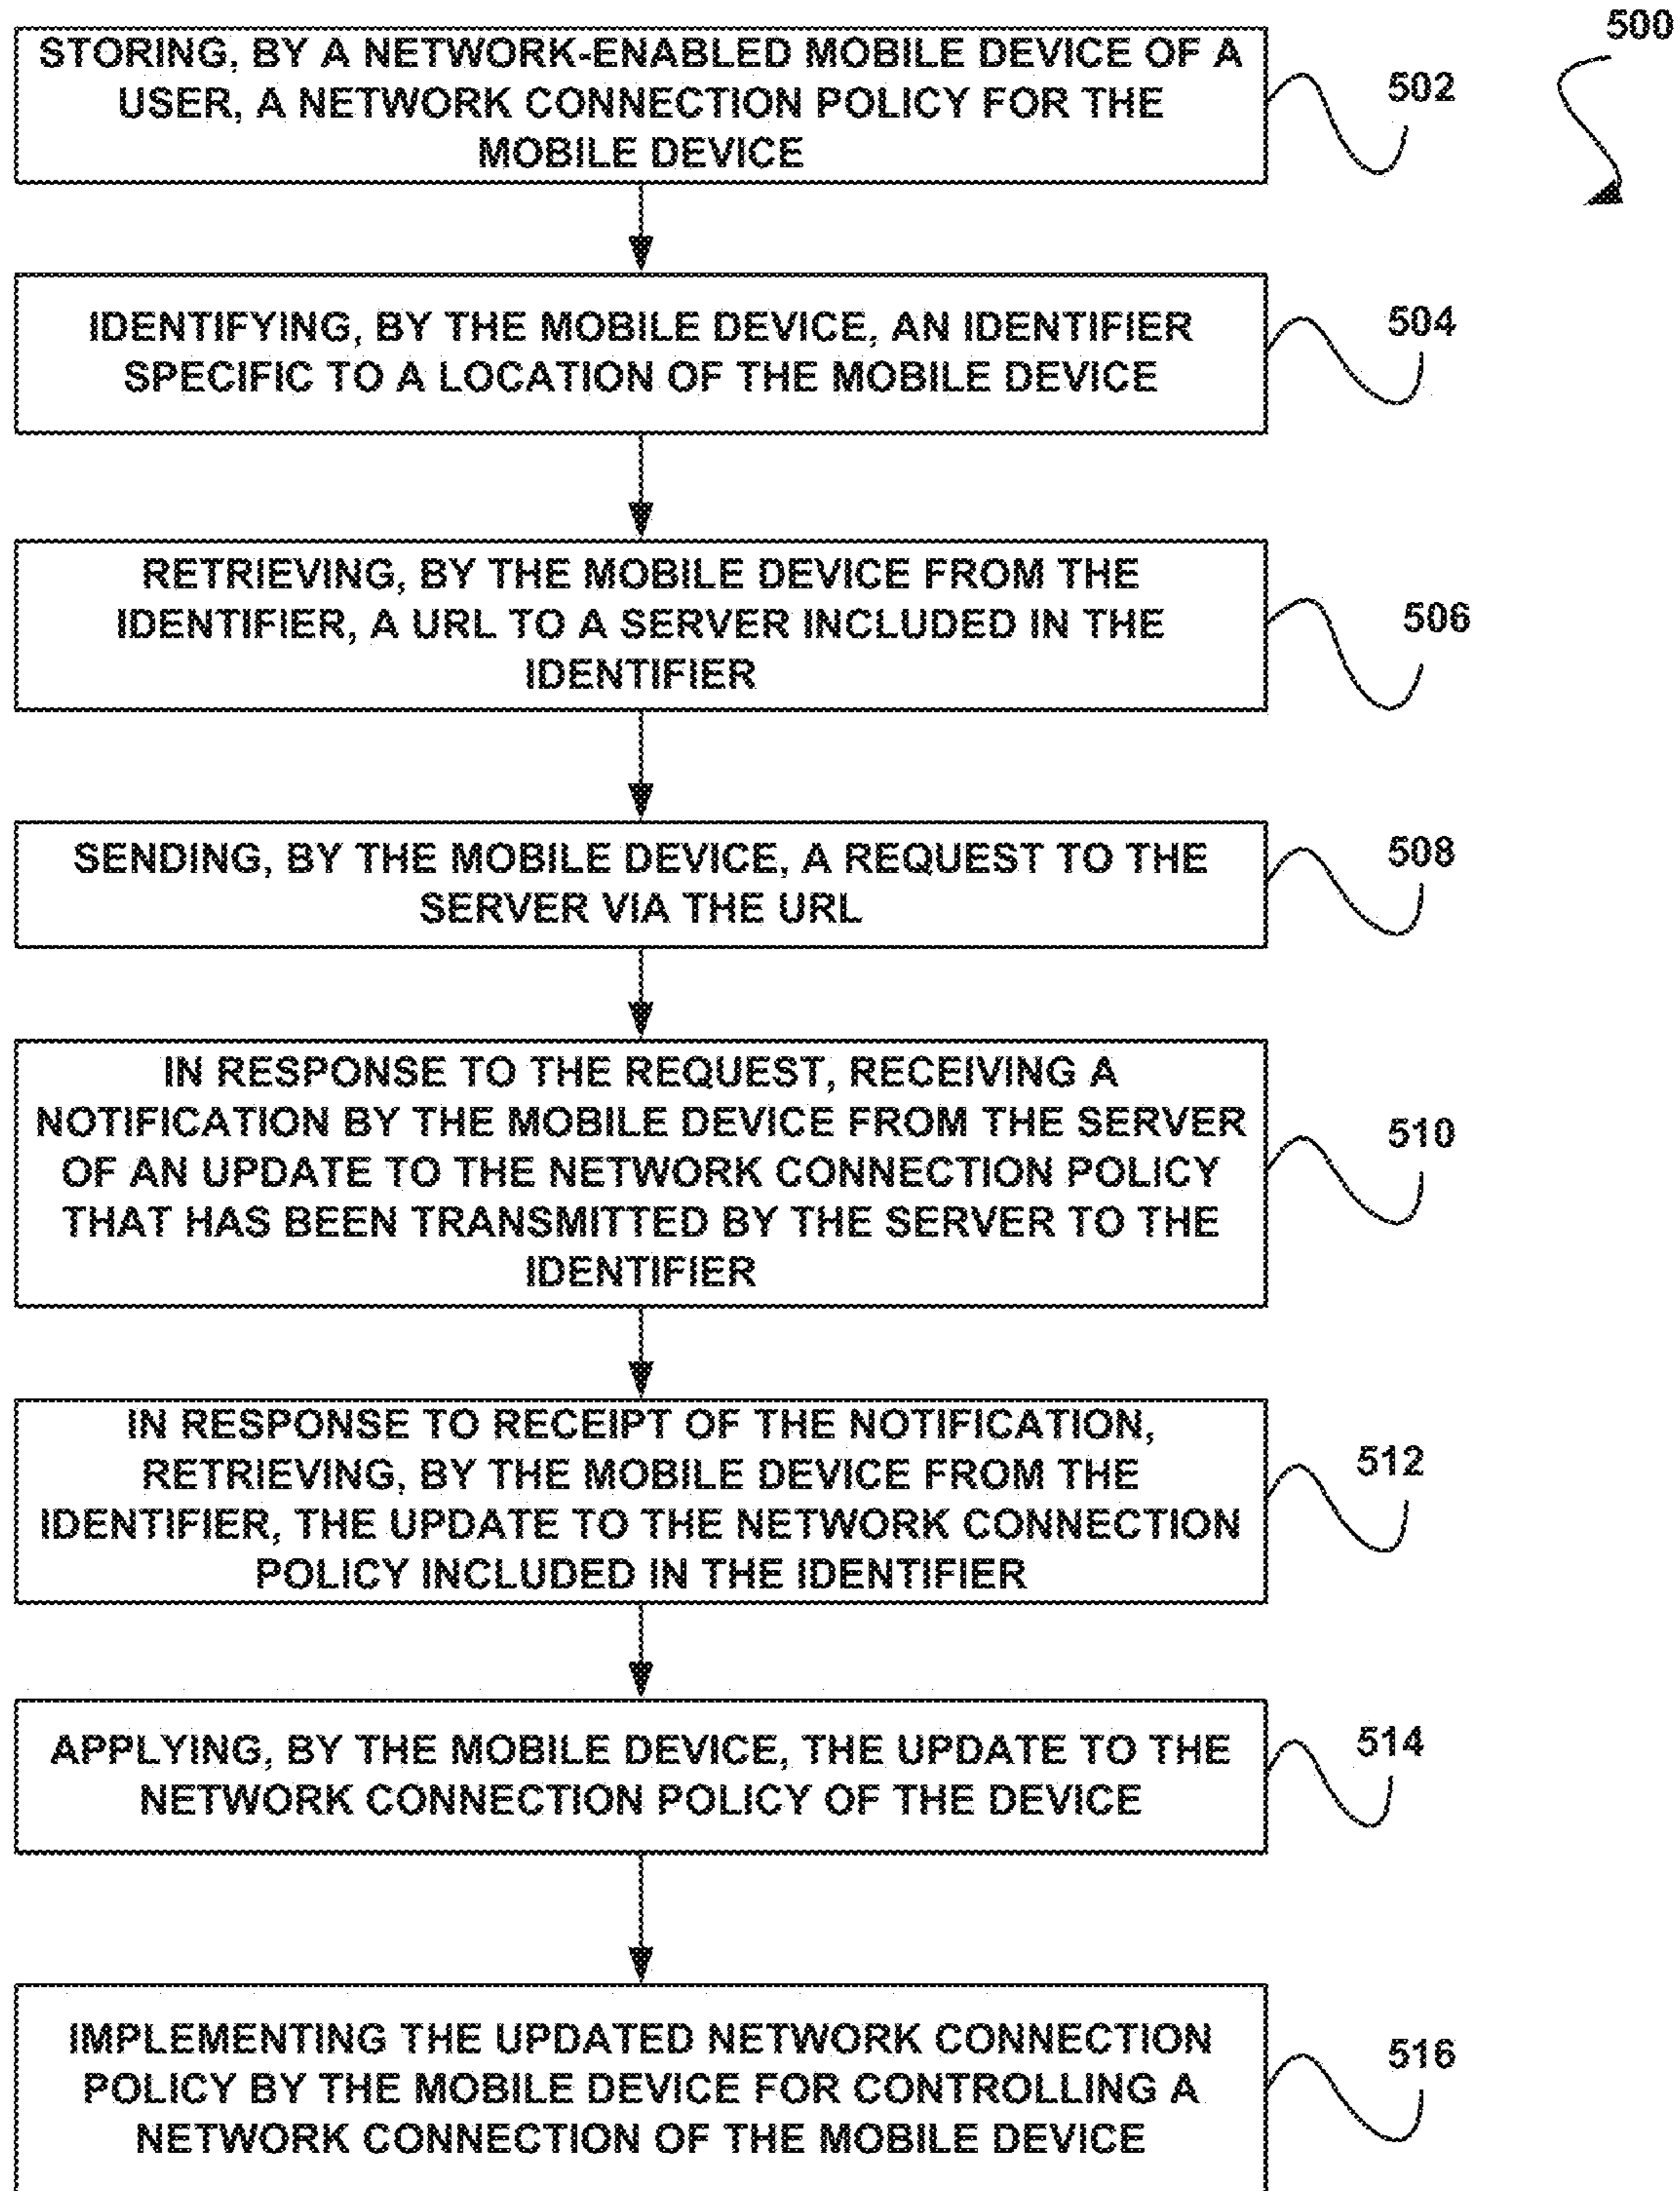 500
STORING, BY A NETWORK-ENABLED MOBILE DEVICE OF A
USER, A NETWORK CONNECTION POLICY FOR THE
MOBILE DEVICE
502
IDENTIFYING, BY THE MOBILE DEVICE, AN IDENTIFIER
SPECIFIC TO A LOCATION OF THE MOBILE DEVICE
504
RETRIEVING, BY THE MOBILE DEVICE FROM THE
IDENTIFIER, A URL TO A SERVER INCLUDED IN THE
IDENTIFIER
506
SENDING, BY THE MOBILE DEVICE, A REQUEST TO THE
SERVER VIA THE URL
508
IN RESPONSE TO THE REQUEST, RECEIVING A
NOTIFICATION BY THE MOBILE DEVICE FROM THE SERVER
OF AN UPDATE TO THE NETWORK CONNECTION POLICY
THAT HAS BEEN TRANSMITTED BY THE SERVER TO THE
IDENTIFIER
510
IN RESPONSE TO RECEIPT OF THE NOTIFICATION,
RETRIEVING, BY THE MOBILE DEVICE FROM THE
IDENTIFIER, THE UPDATE TO THE NETWORK CONNECTION
POLICY INCLUDED IN THE IDENTIFIER
512
APPLYING, BY THE MOBILE DEVICE, THE UPDATE TO THE
NETWORK CONNECTION POLICY OF THE DEVICE
514
IMPLEMENTING THE UPDATED NETWORK CONNECTION
POLICY BY THE MOBILE DEVICE FOR CONTROLLING A
NETWORK CONNECTION OF THE MOBILE DEVICE
516